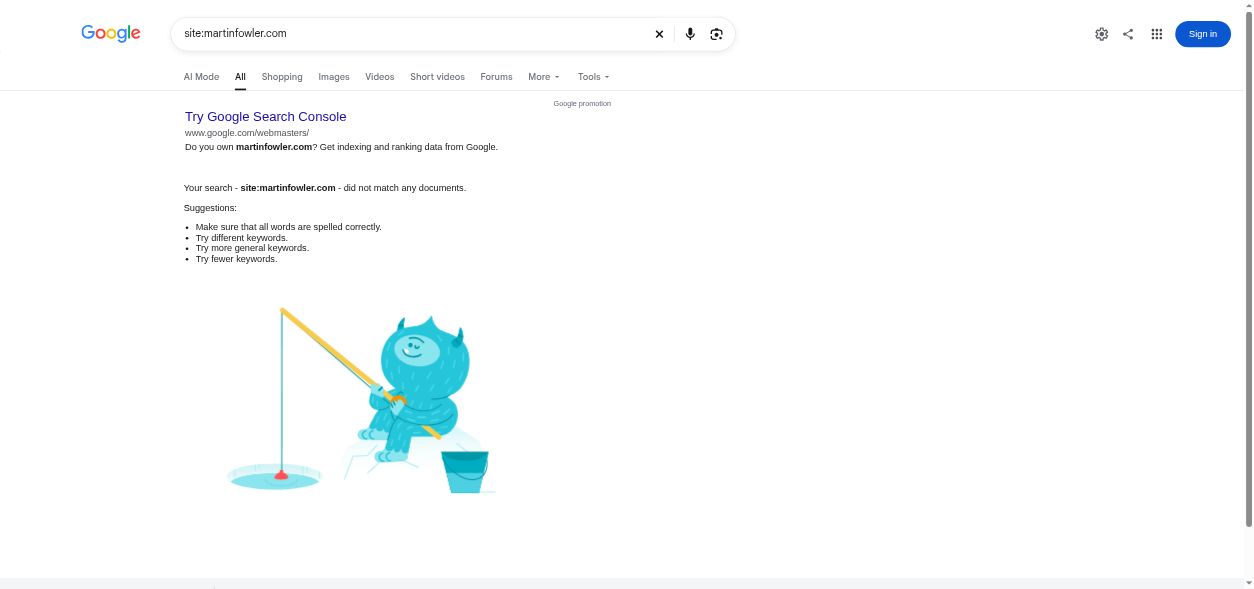 Google
site:martinfowler.com
Sign in
AI Mode All Shopping Images Videos Short videos Forums More Tools
Google promotion
Try Google Search Console
www.google.com/webmasters/
Do you own martinfowler.com? Get indexing and ranking data from Google.
Your search - site:martinfowler.com - did not match any documents.
Suggestions:
• Make sure that all words are spelled correctly.
• Try different keywords.
• Try more general keywords.
• Try fewer keywords.